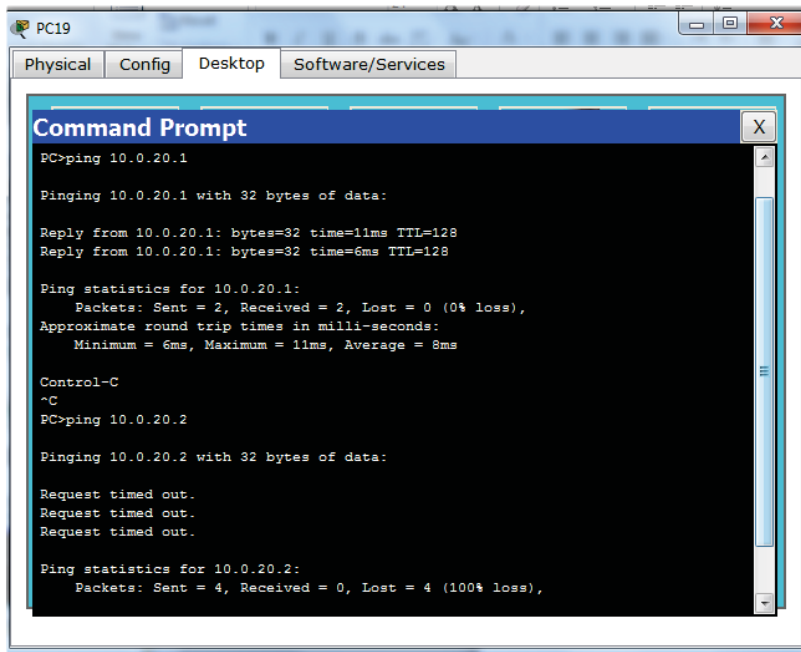 PC19
Physical Config Desktop Software/Services
Command Prompt
X
PC>ping 10.0.20.1
Pinging 10.0.20.1 with 32 bytes of data:
Reply from 10.0.20.1: bytes=32 time=11ms TTL=128
Reply from 10.0.20.1: bytes=32 time=6ms TTL=128
Ping statistics for 10.0.20.1:
Packets: Sent = 2, Received = 2, Lost = 0 (0% loss),
Approximate round trip times in milli-seconds:
Minimum = 6ms, Maximum = 11ms, Average = 8ms
Control-C
^C
PC>ping 10.0.20.2
Pinging 10.0.20.2 with 32 bytes of data:
Request timed out.
Request timed out.
Request timed out.
Ping statistics for 10.0.20.2:
Packets: Sent = 4, Received = 0, Lost = 4 (100% loss),